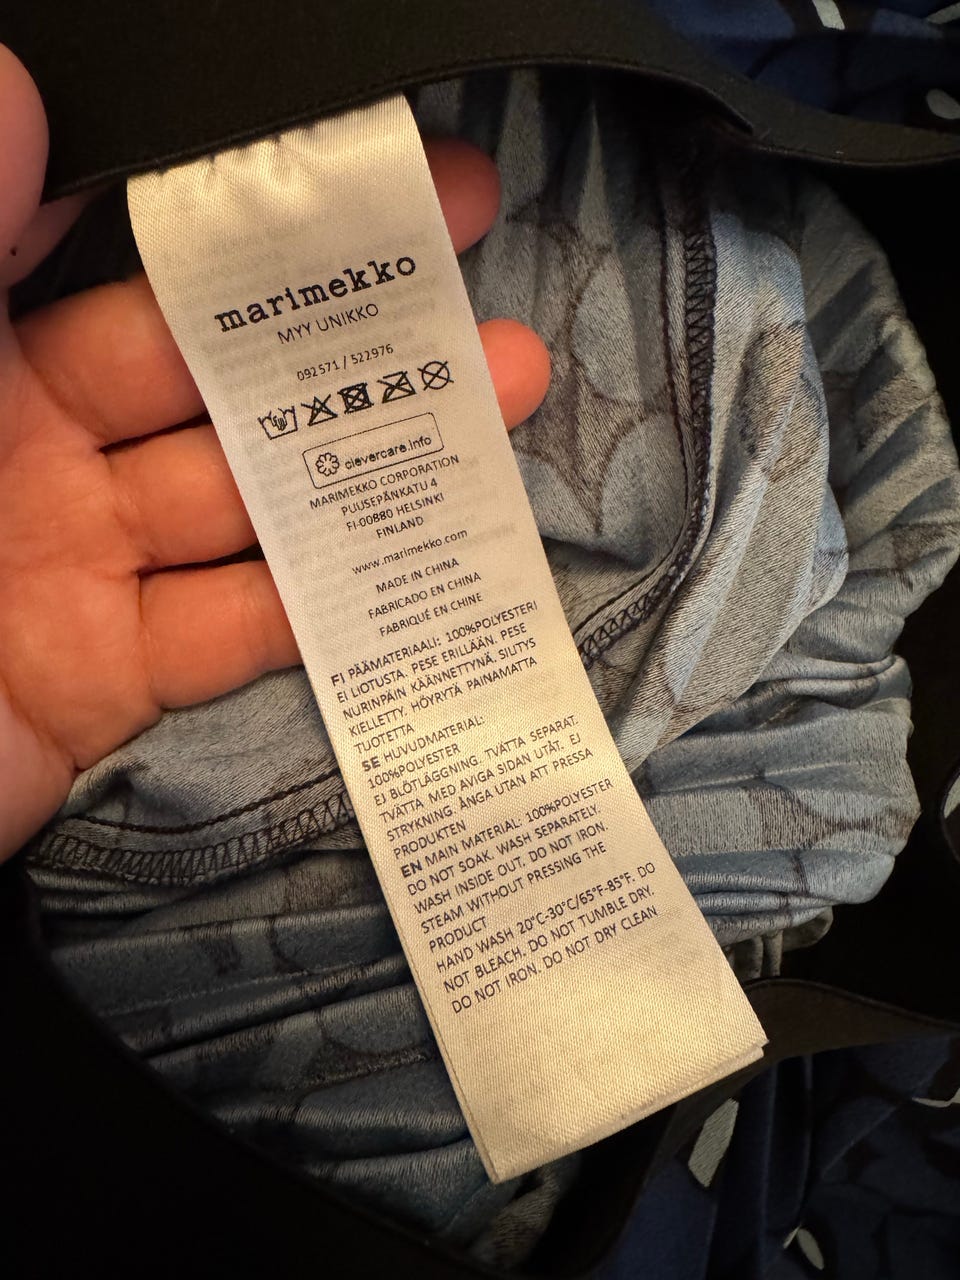 marimekko
MYY UNIKKO
092571 / 522976
clevercare.info
MARIMEKKO CORPORATION
PUUSEPÄNKATU 4
FI-00880 HELSINKI
FINLAND
www.marimekko.com
MADE IN CHINA
FABRICADO EN CHINA
FABRIQUÉ EN CHINE
FI PÄÄMATERIAALI: 100%POLYESTERI
EI LIOTUSTA. PESE ERILLÄÄN. PESE
NURINPÄIN KÄÄNNETTYNÄ. SILITYS
KIELLETTY. HÖYRYTÄ PAINAMATTA
TUOTETTA
SE HUVUDMATERIAL:
100%POLYESTER
EJ BLÖTLÄGGNING. TVÄTTA SEPARAT.
TVÄTTA MED AVIGA SIDAN UTÅT. EJ
STRYKNING. ÅNGA UTAN ATT PRESSA
PRODUKTEN
EN MAIN MATERIAL: 100%POLYESTER
DO NOT SOAK. WASH SEPARATELY.
WASH INSIDE OUT. DO NOT IRON.
STEAM WITHOUT PRESSING THE
PRODUCT
HAND WASH 20°C-30°C/65°F-85°F. DO
NOT BLEACH. DO NOT TUMBLE DRY.
DO NOT IRON. DO NOT DRY CLEAN